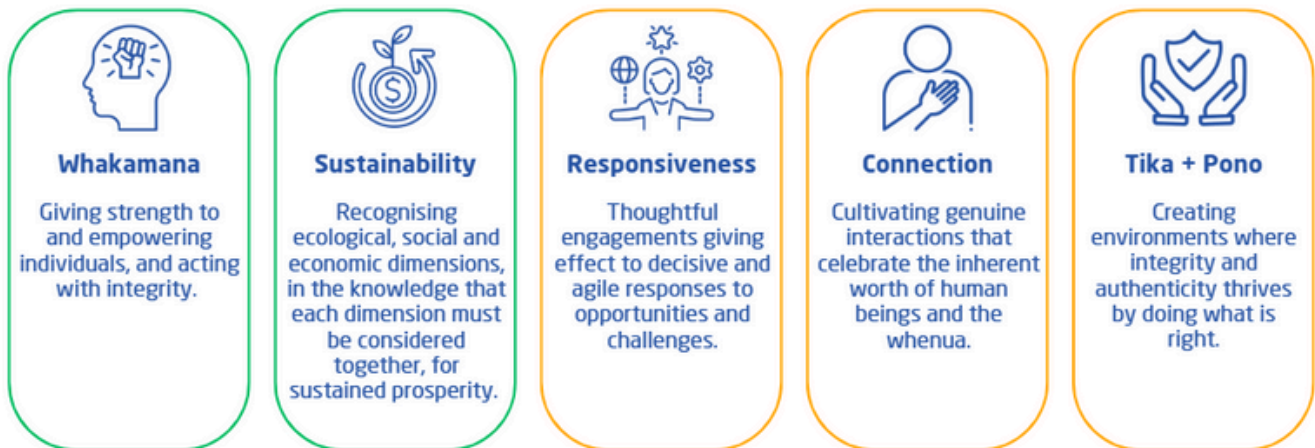 Whakamana
Giving strength to
and empowering
individuals, and acting
with integrity.
Sustainability
Recognising
ecological, social and
economic dimensions,
in the knowledge that
each dimension must
be considered
together, for
sustained prosperity.
Responsiveness
Thoughtful
engagements giving
effect to decisive and
agile responses to
opportunities and
challenges.
Connection
Cultivating genuine
interactions that
celebrate the inherent
worth of human
beings and the
whenua.
Tika + Pono
Creating
environments where
integrity and
authenticity thrives
by doing what is
right.